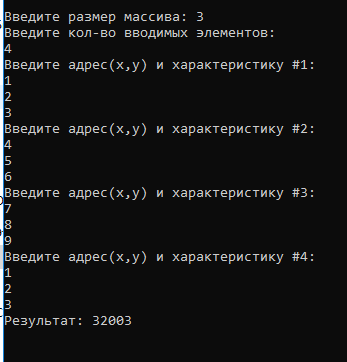 Введите размер массива: 3
Введите кол-во вводимых элементов:
4
Введите адрес(x,y) и характеристику #1:
1
2
3
Введите адрес(x,y) и характеристику #2:
4
5
6
Введите адрес(x,y) и характеристику #3:
7
8
9
Введите адрес(x,y) и характеристику #4:
1
2
3
Результат: 32003